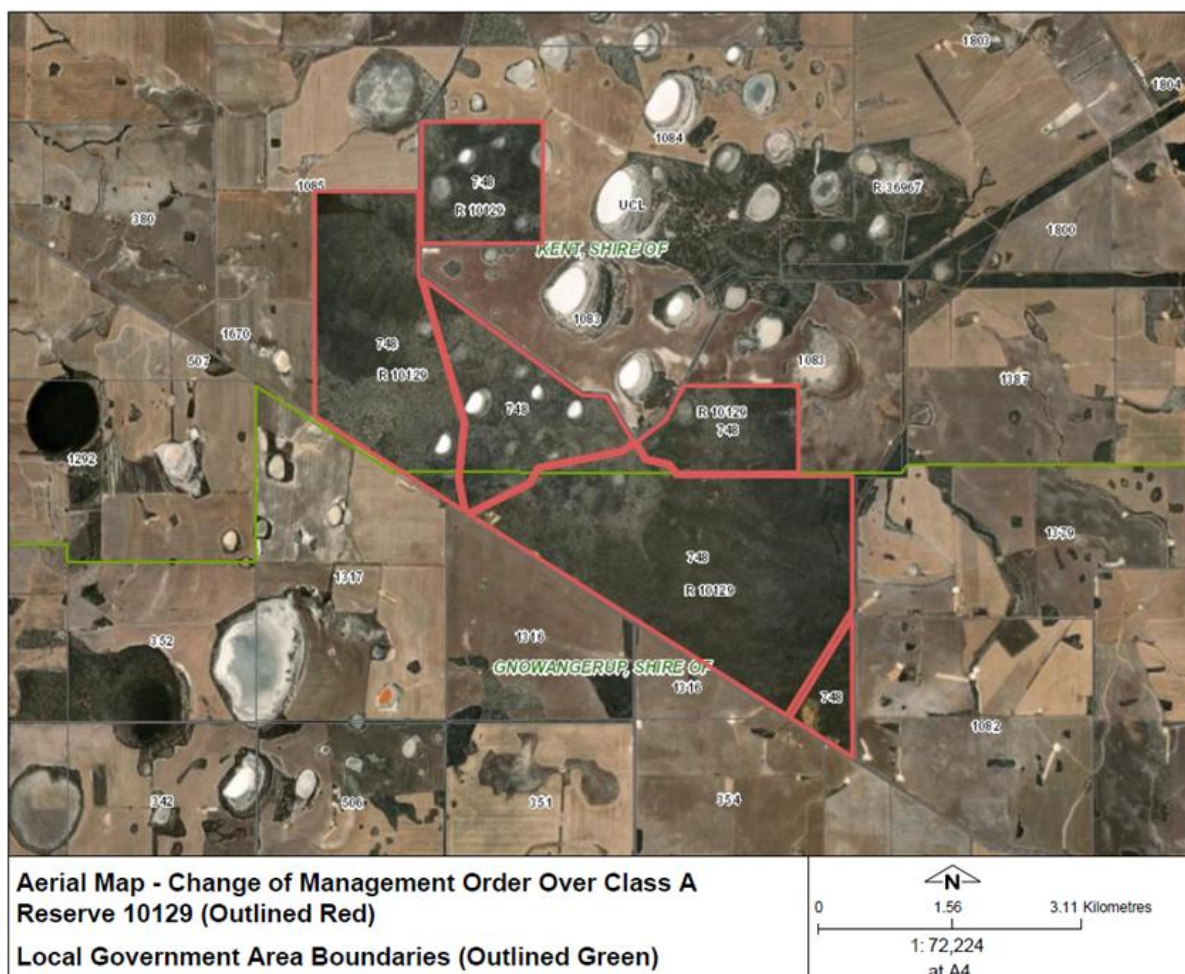 1803
1804
1084
748
R 10129
1085
R 36967
UCL
380
1800
KENT, SHIRE OF
1083
1670
748
507
R 10129
1083
1387
748
R 10129
748
1292
748
1379
R 10129
1317
352
1316
GNOWANGERUP, SHIRE OF
1316
748
1082
342
506
351
354
Aerial Map - Change of Management Order Over Class A
Reserve 10129 (Outlined Red)
Local Government Area Boundaries (Outlined Green)
N
0 1.56 3.11 Kilometres
1: 72,224
at A4